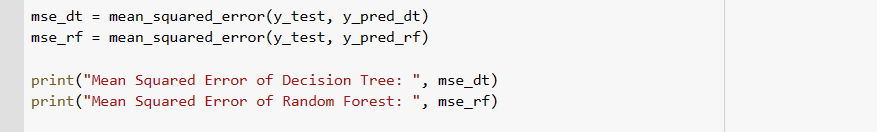 mse_dt = mean_squared_error(y_test, y_pred_dt)
mse_rf = mean_squared_error(y_test, y_pred_rf)
print("Mean Squared Error of Decision Tree: ", mse_dt)
print("Mean Squared Error of Random Forest: ", mse_rf)